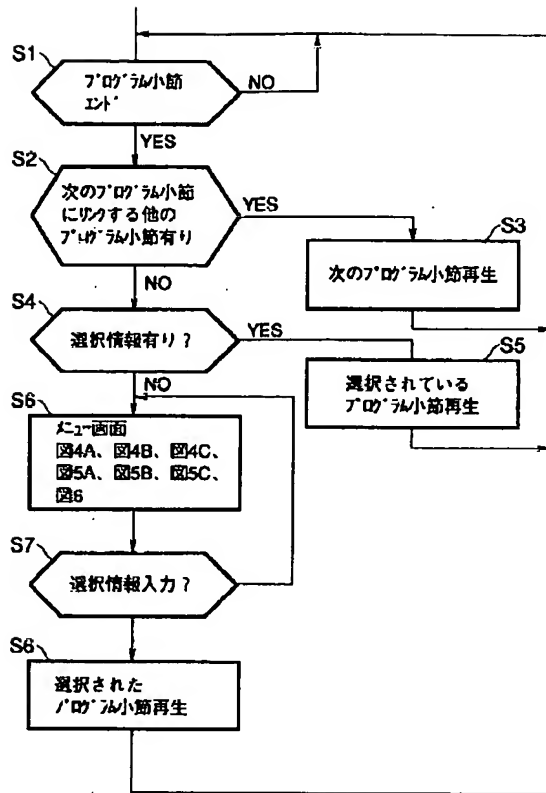 S1
プログラム小節
エンド
NO
YES
S2
次のプログラム小節
にリンクする他の
プログラム小節有り
YES
S3
次のプログラム小節再生
NO
S4
選択情報有り?
YES
S5
選択されている
プログラム小節再生
NO
S6
メニュー画面
図4A、図4B、図4C、
図5A、図5B、図5C、
図6
S7
選択情報入力?
S6
選択された
プログラム小節再生